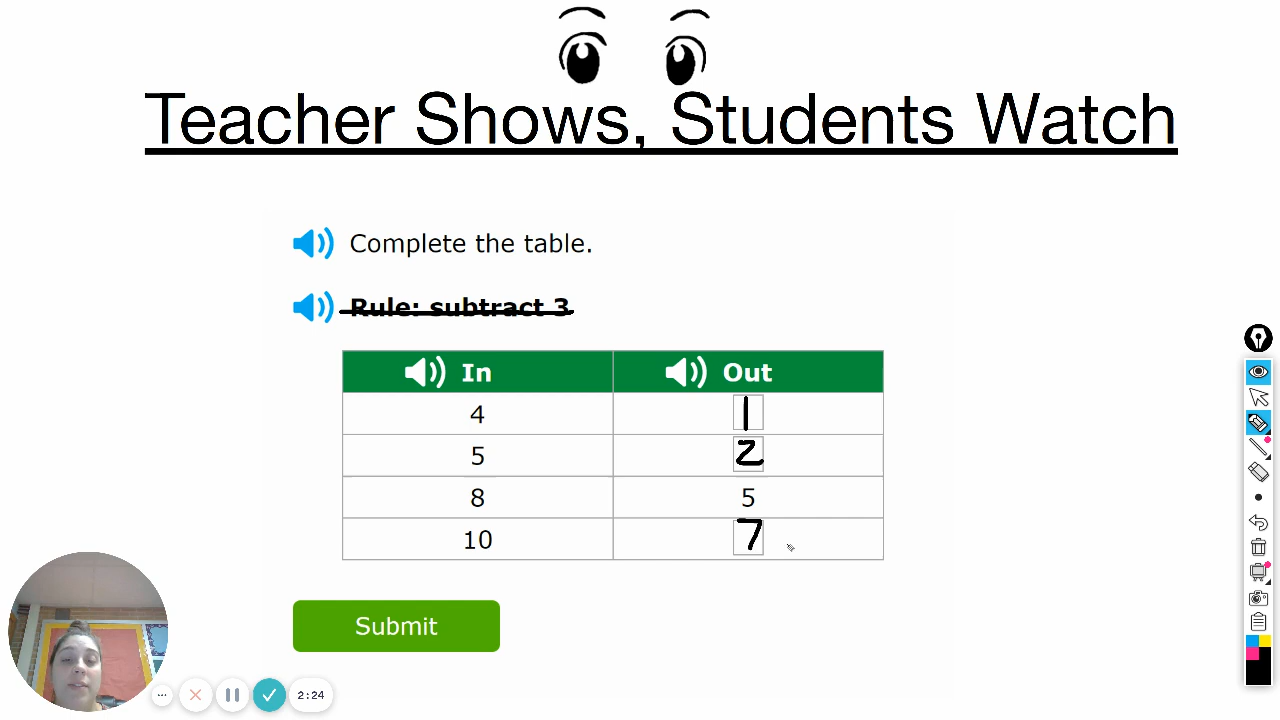 Teacher Shows, Students Watch
Complete the table.
Rule: subtract 3
In Out
4 1
5 2
8 5
10 7
Submit
2:24